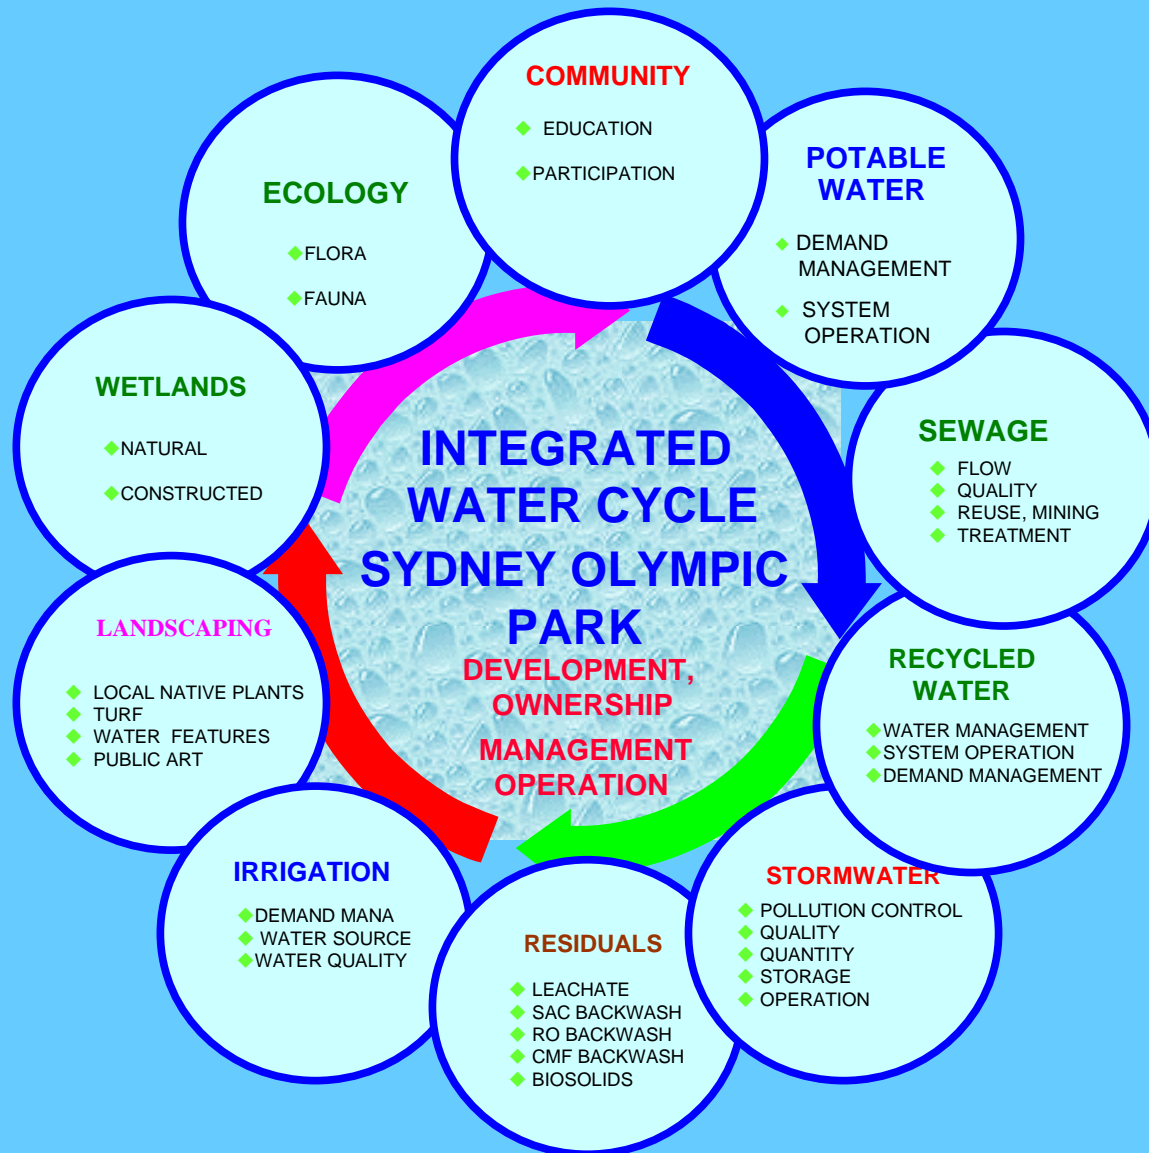 COMMUNITY
EDUCATION
PARTICIPATION
POTABLE
WATER
DEMAND
MANAGEMENT
SYSTEM
OPERATION
SEWAGE
FLOW
QUALITY
REUSE, MINING
TREATMENT
RECYCLED
WATER
WATER MANAGEMENT
SYSTEM OPERATION
DEMAND MANAGEMENT
STORMWATER
POLLUTION CONTROL
QUALITY
QUANTITY
STORAGE
OPERATION
RESIDUALS
LEACHATE
SAC BACKWASH
RO BACKWASH
CMF BACKWASH
BIOSOLIDS
IRRIGATION
DEMAND MANA
WATER SOURCE
WATER QUALITY
LANDSCAPING
LOCAL NATIVE PLANTS
TURF
WATER FEATURES
PUBLIC ART
WETLANDS
NATURAL
CONSTRUCTED
ECOLOGY
FLORA
FAUNA
INTEGRATED
WATER CYCLE
SYDNEY OLYMPIC
PARK
DEVELOPMENT,
OWNERSHIP
MANAGEMENT
OPERATION